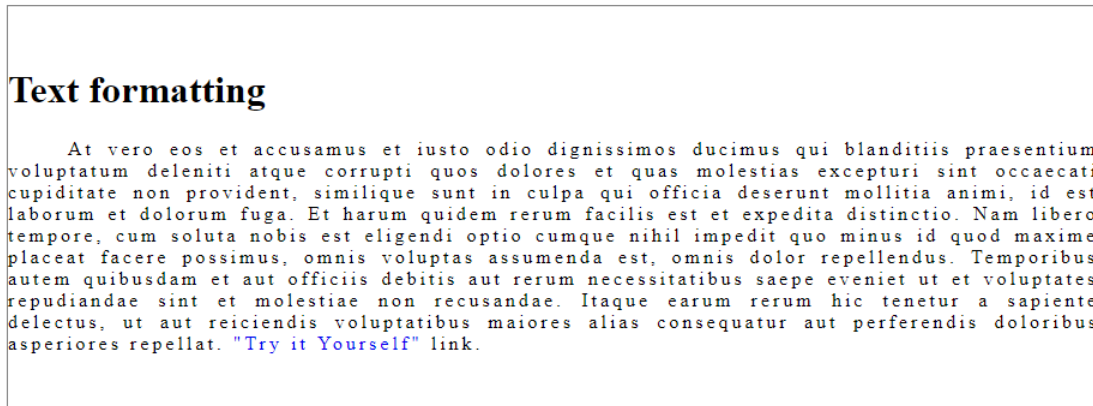 Text formatting
At vero eos et accusamus et iusto odio dignissimos ducimus qui blanditiis praesentium
voluptatum deleniti atque corrupti quos dolores et quas molestias excepturi sint occaecati
cupiditate non provident, similique sunt in culpa qui officia deserunt mollitia animi, id est
laborum et dolorum fuga. Et harum quidem rerum facilis est et expedita distinctio. Nam libero
tempore, cum soluta nobis est eligendi optio cumque nihil impedit quo minus id quod maxime
placeat facere possimus, omnis voluptas assumenda est, omnis dolor repellendus. Temporibus
autem quibusdam et aut officiis debitis aut rerum necessitatibus saepe eveniet ut et voluptates
repudiandae sint et molestiae non recusandae. Itaque earum rerum hic tenetur a sapiente
delectus, ut aut reiciendis voluptatibus maiores alias consequatur aut perferendis doloribus
asperiores repellat. "Try it Yourself" link.